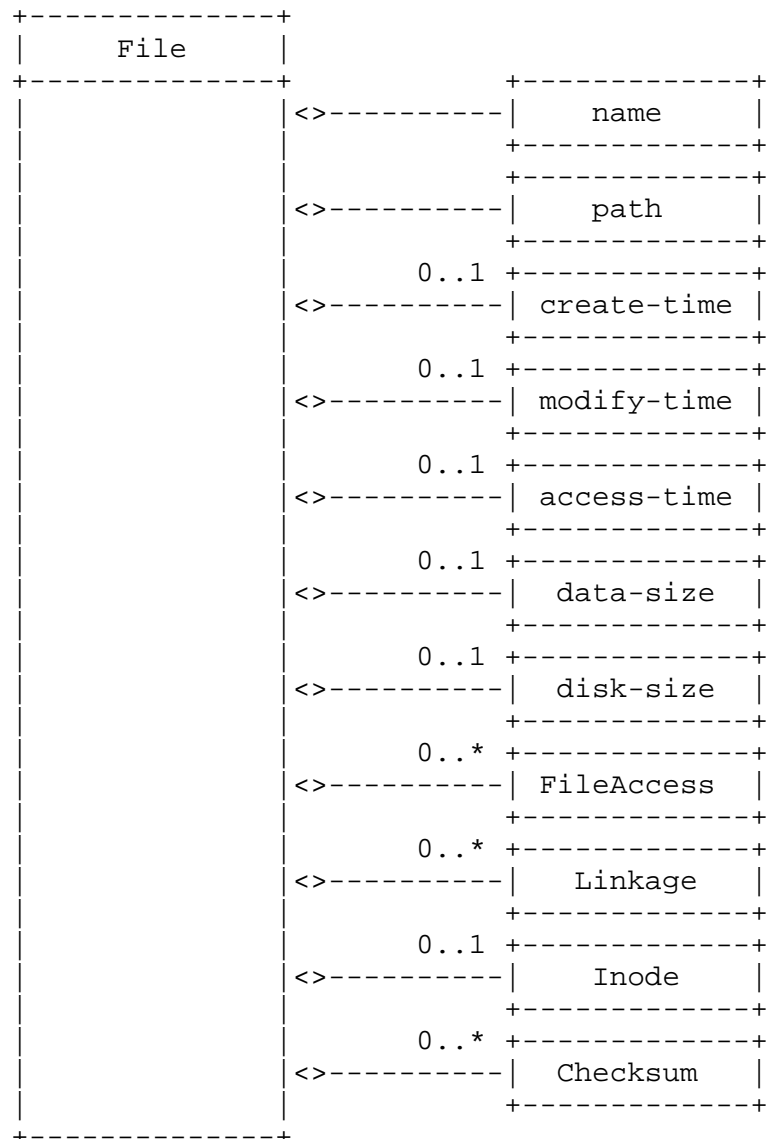 File
name
path
0..1
create-time
0..1
modify-time
0..1
access-time
0..1
data-size
0..1
disk-size
0..*
FileAccess
0..*
Linkage
0..1
Inode
0..*
Checksum